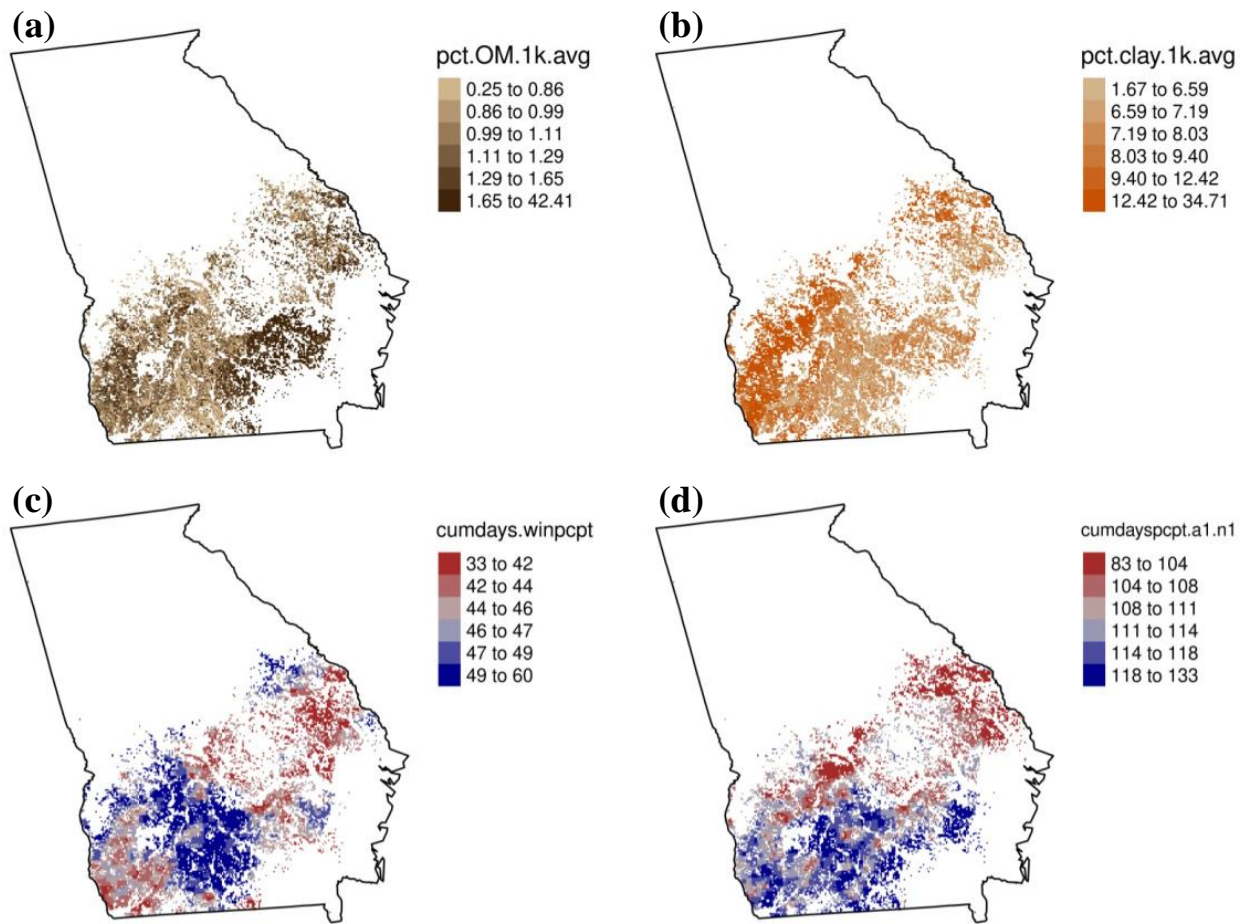 (a)
pct.OM.1k.avg
0.25 to 0.86
0.86 to 0.99
0.99 to 1.11
1.11 to 1.29
1.29 to 1.65
1.65 to 42.41
(b)
pct.clay.1k.avg
1.67 to 6.59
6.59 to 7.19
7.19 to 8.03
8.03 to 9.40
9.40 to 12.42
12.42 to 34.71
(c)
cumdays.winpcpt
33 to 42
42 to 44
44 to 46
46 to 47
47 to 49
49 to 60
(d)
cumdayspcpt.a1.n1
83 to 104
104 to 108
108 to 111
111 to 114
114 to 118
118 to 133